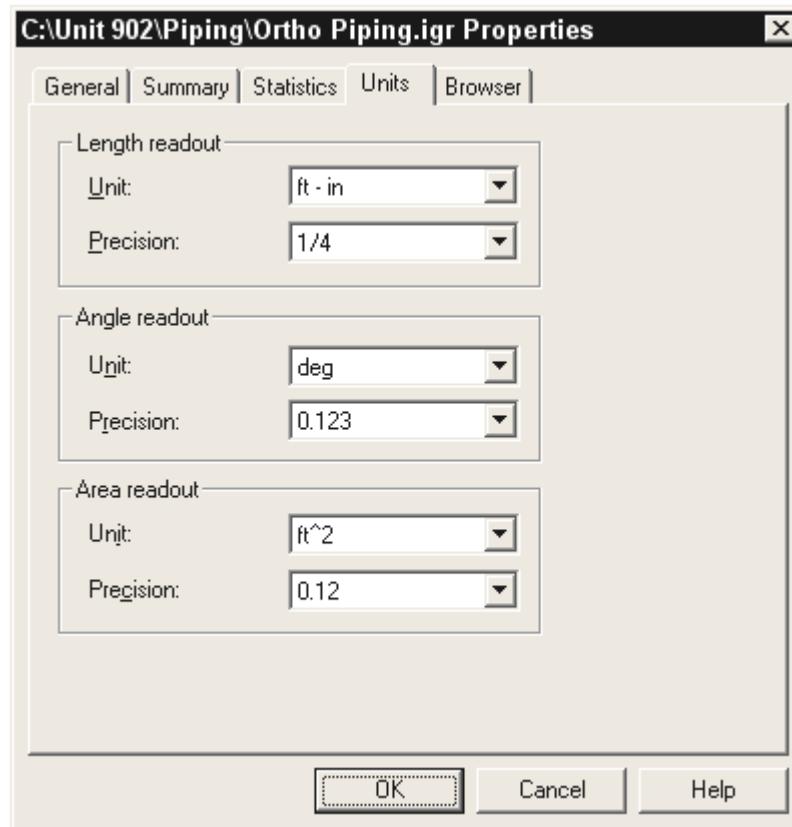 C:\Unit 902\Piping\Ortho Piping.igr Properties
General Summary Statistics Units Browser
Length readout
Unit: ft - in
Precision: 1/4
Angle readout
Unit: deg
Precision: 0.123
Area readout
Unit: ft^2
Precision: 0.12
OK Cancel Help